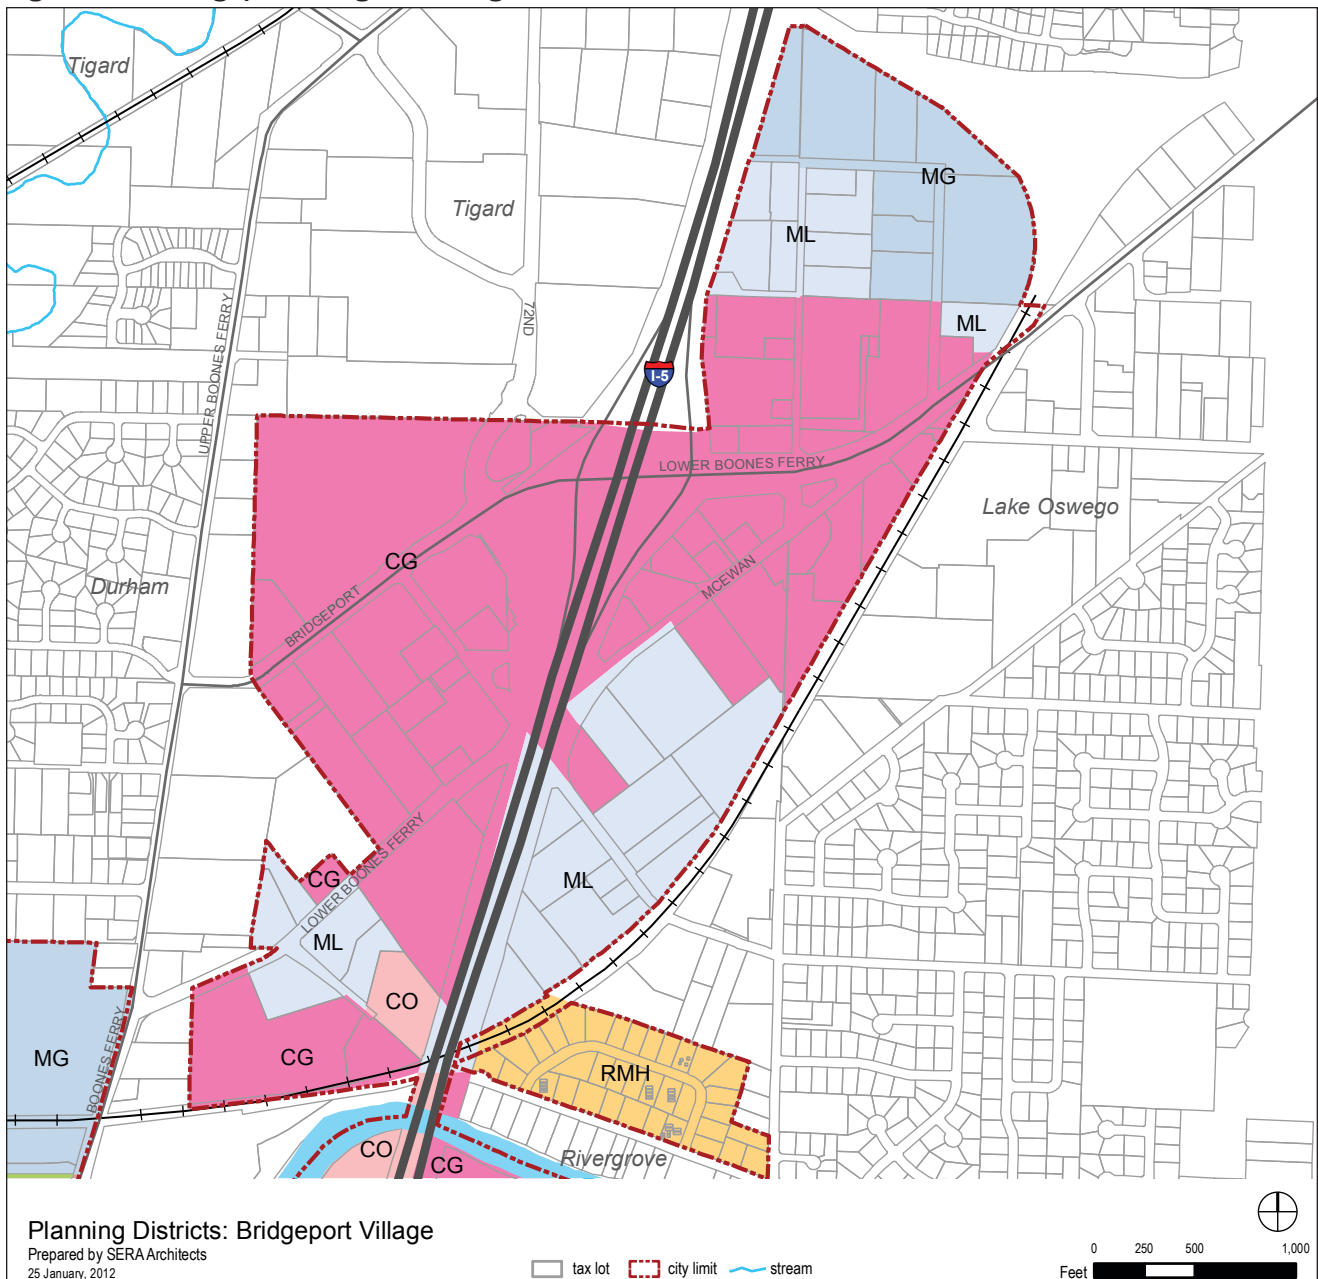 Tigard
Tigard
MG
ML
ML
72ND
UPPER BOONES FERRY
I-5
LOWER BOONES FERRY
Lake Oswego
CG
MCEWAN
Durham
BRIDGEPORT
LOWER BOONES FERRY
CG
ML
ML
CO
BOONES FERRY
MG
CG
RMH
CO
CG
Rivergrove
Planning Districts: Bridgeport Village
Prepared by SERA Architects
25 January, 2012
tax lot city limit stream
0 250 500 1,000
Feet